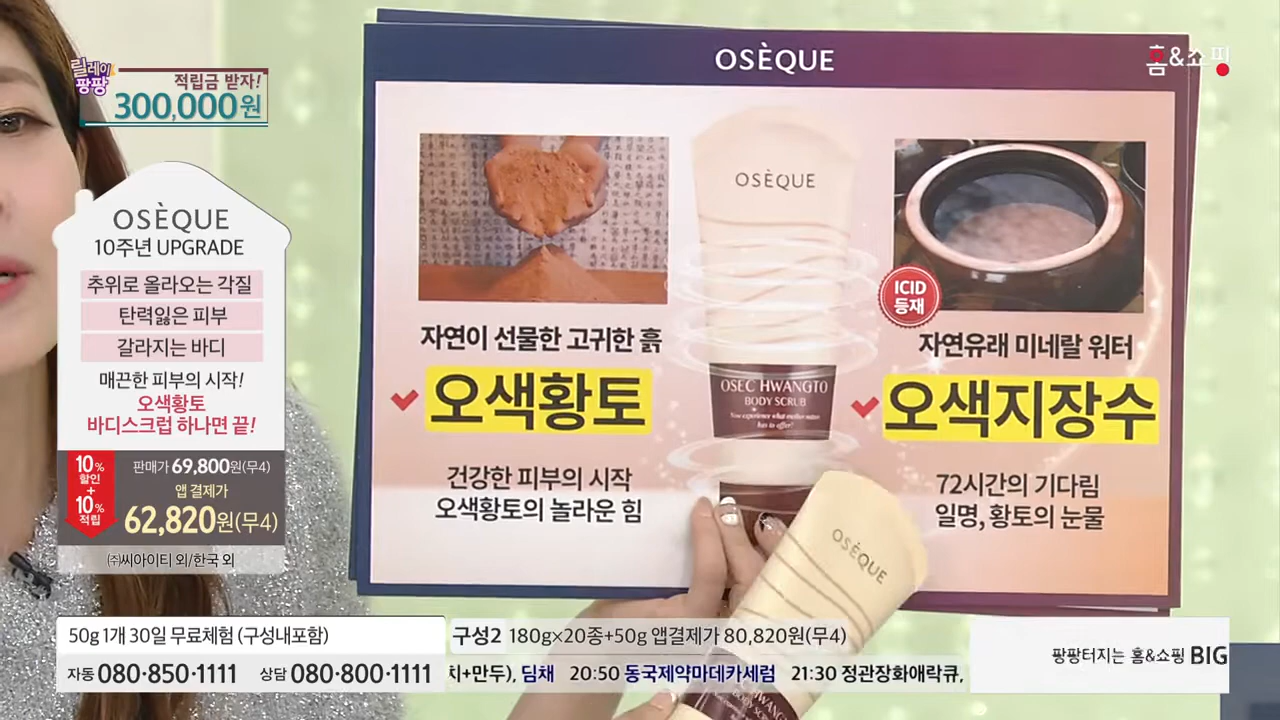 릴레이
팡팡
적립금 받자!
300,000원
OSÈQUE
10주년 UPGRADE
추위로 올라오는 각질
탄력잃은 피부
갈라지는 바디
매끈한 피부의 시작!
오색황토
바디스크럽 하나면 끝!
10%
할인
+
10%
적립
판매가 69,800원(무4)
앱 결제가
62,820원(무4)
㈜씨아이티 외/한국 외
OSÈQUE
홈&쇼핑
OSÈQUE
OSEC HWANGTO
BODY SCRUB
Now experience what mother nature
has to offer!
자연이 선물한 고귀한 흙
오색황토
건강한 피부의 시작
오색황토의 놀라운 힘
ICID
등재
자연유래 미네랄 워터
오색지장수
72시간의 기다림
일명, 황토의 눈물
OSÈQUE
HWANGTO
BODY SCRUB
50g 1개 30일 무료체험 (구성내포함)
자동 080·850·1111 상담 080·800·1111
구성2 180g×20종+50g 앱결제가 80,820원(무4)
치+만두), 딤채 20:50 동국제약마데카세럼 21:30 정관장화애락큐,
팡팡터지는 홈&쇼핑 BIG